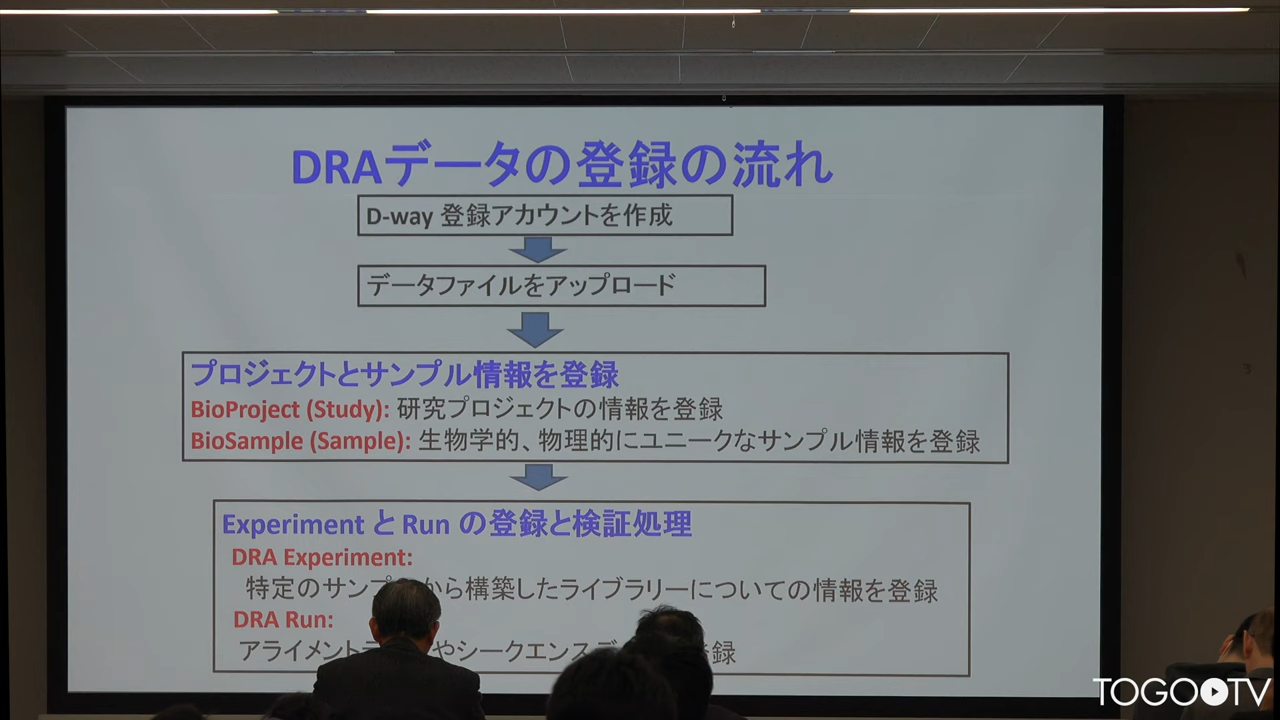 DRAデータの登録の流れ
D-way 登録アカウントを作成
データファイルをアップロード
プロジェクトとサンプル情報を登録
BioProject (Study): 研究プロジェクトの情報を登録
BioSample (Sample): 生物学的、物理的にユニークなサンプル情報を登録
Experiment と Run の登録と検証処理
DRA Experiment:
特定のサンプルから構築したライブラリーについての情報を登録
DRA Run:
アライメント やシークエンス 登録
TOGOTV